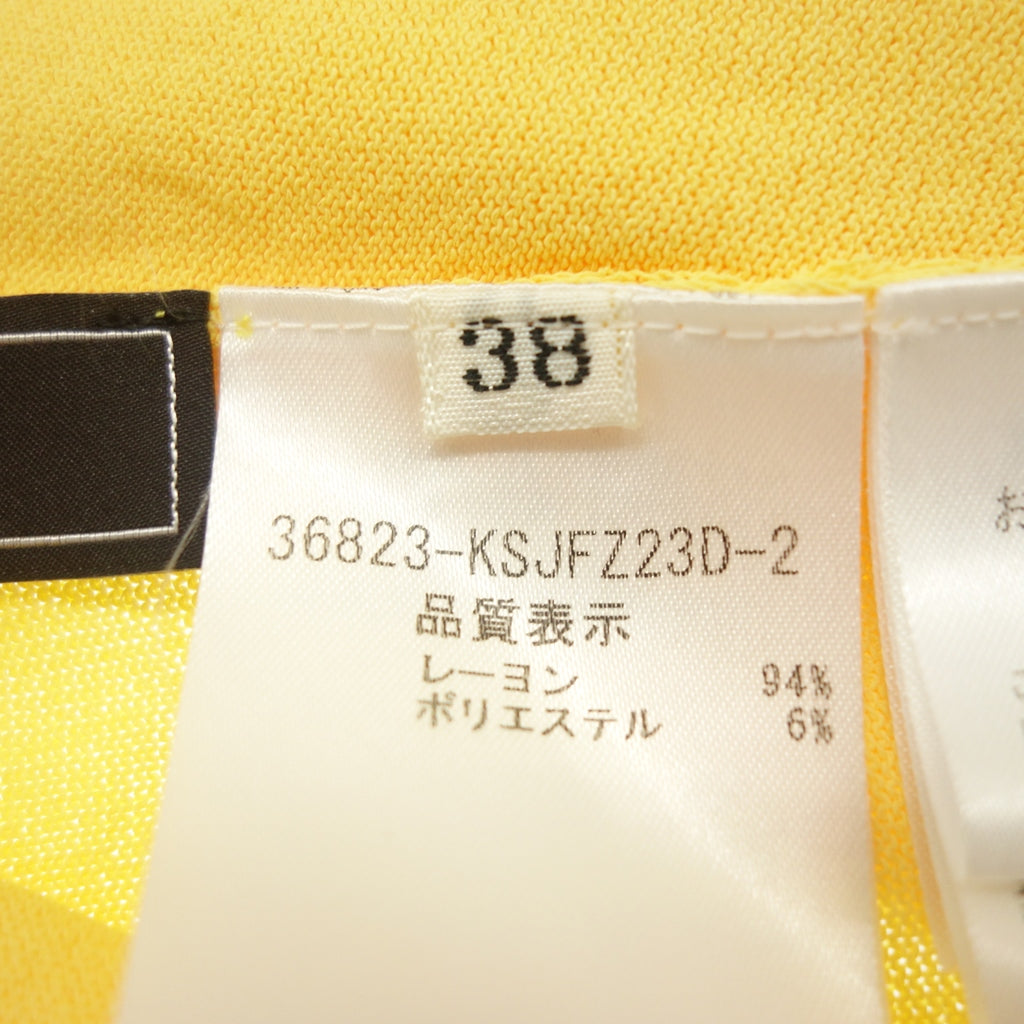 38
36823-KSJFZ23D-2
品質表示
レーヨン 94%
ポリエステル 6%
お